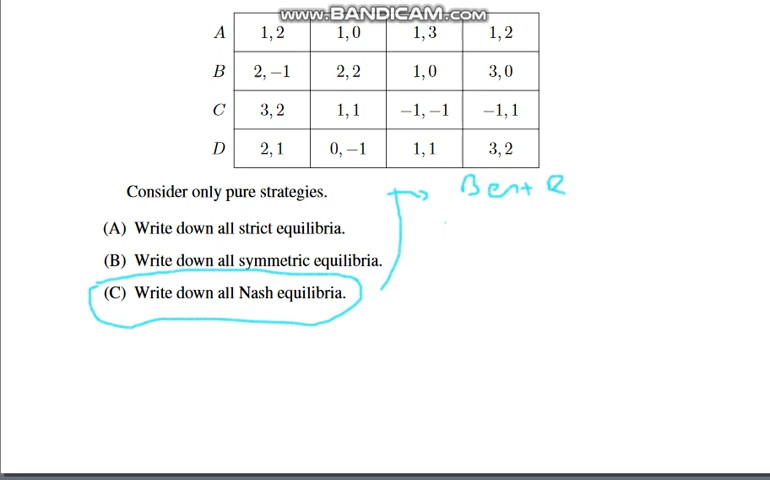 WWW.BANDICAM.COM
A 1, 2 1, 0 1, 3 1, 2
B 2, −1 2, 2 1, 0 3, 0
C 3, 2 1, 1 −1, −1 −1, 1
D 2, 1 0, −1 1, 1 3, 2
Consider only pure strategies.
Best R
(A) Write down all strict equilibria.
(B) Write down all symmetric equilibria.
(C) Write down all Nash equilibria.